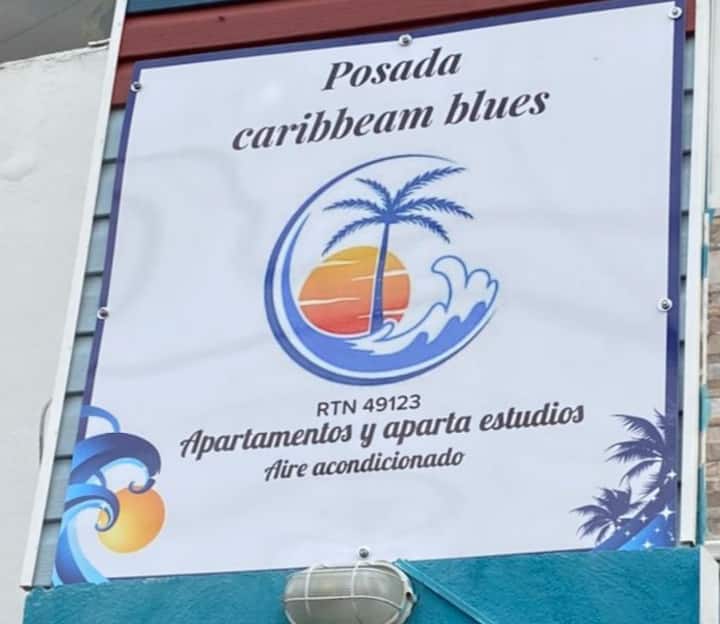 Posada
caribbeam blues
RTN 49123
Apartamentos y aparta estudios
Aire acondicionado